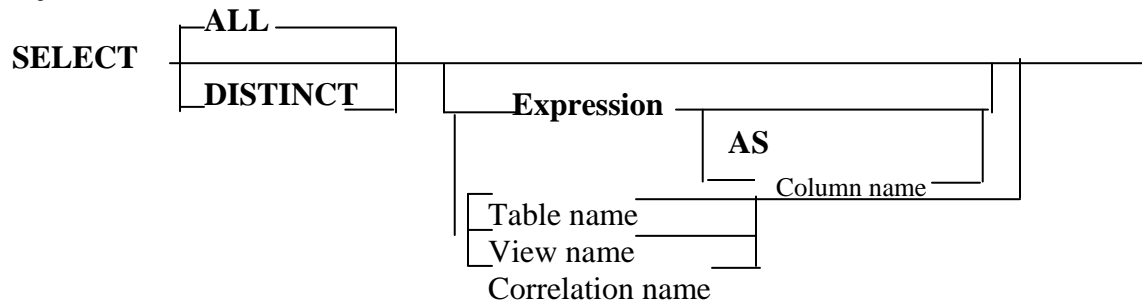 ALL
SELECT
DISTINCT
Expression
AS
Column name
Table name
View name
Correlation name